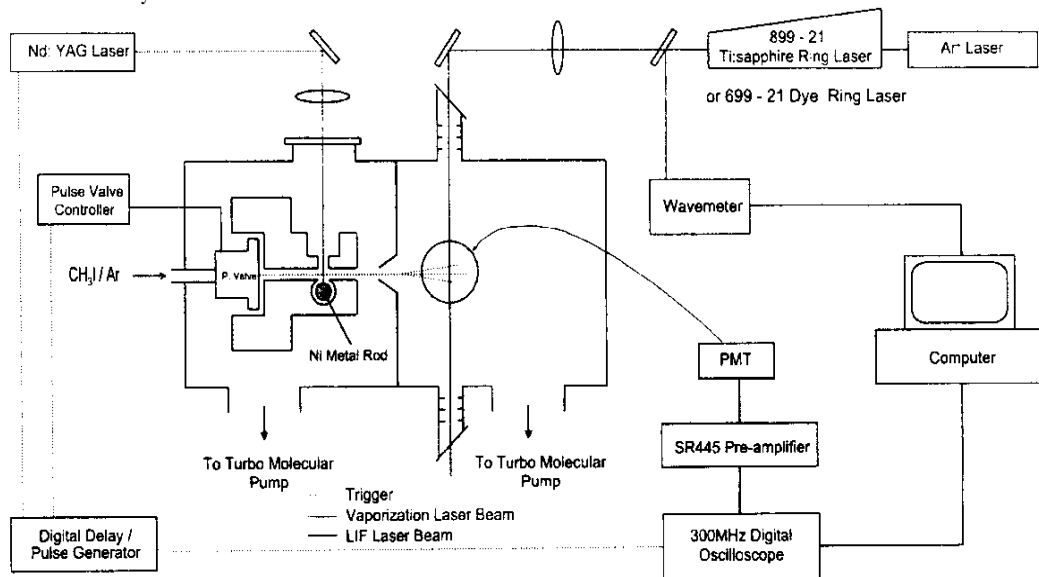 Nd: YAG Laser
899 - 21
Ti:sapphire Ring Laser
Ar⁺ Laser
or 699 - 21 Dye Ring Laser
Pulse Valve
Controller
Wavemeter
CH₃I / Ar
P. Valve
Ni Metal Rod
PMT
Computer
SR445 Pre-amplifier
To Turbo Molecular
Pump
To Turbo Molecular
Pump
Trigger
Vaporization Laser Beam
LIF Laser Beam
Digital Delay /
Pulse Generator
300MHz Digital
Oscilloscope